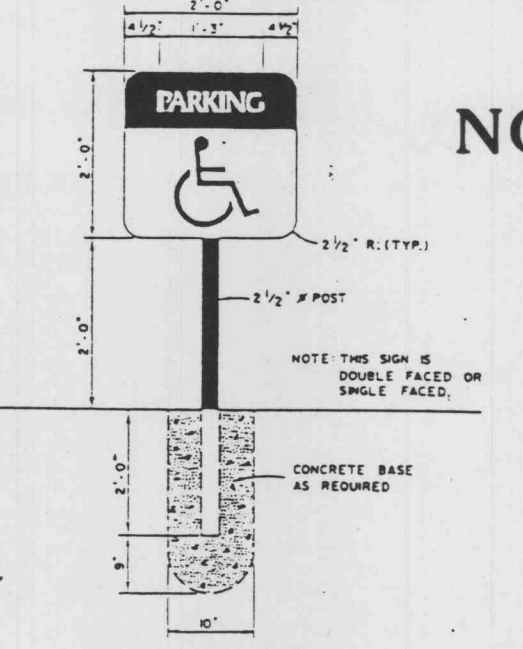 2'-0"
4 1/2" 1'-3" 4 1/2"
PARKING
2'-0"
2 1/2" R. (TYP.)
2'-0"
2 1/2" ø POST
NOTE: THIS SIGN IS
DOUBLE FACED OR
SINGLE FACED.
2'-0"
CONCRETE BASE
AS REQUIRED
9"
10"